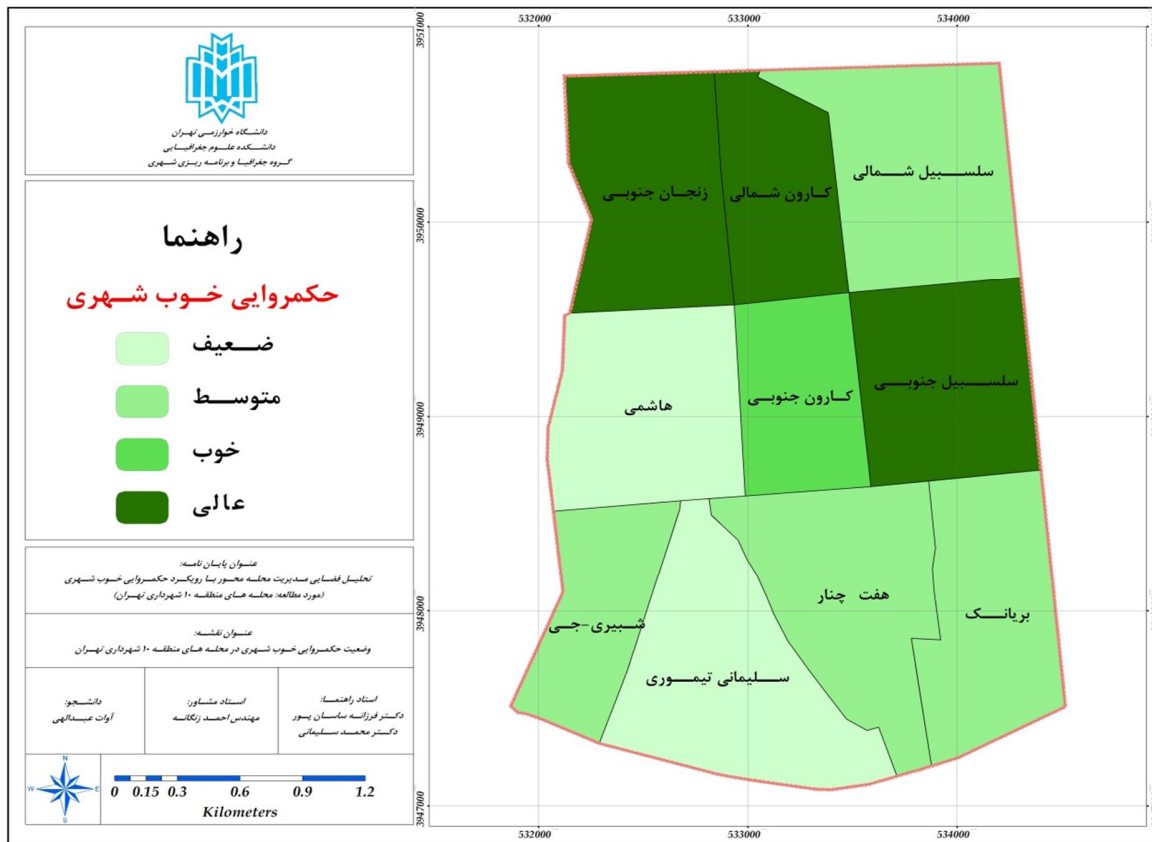 دانشگاه خوارزمی تهران
دانشکده علوم جغرافیایی
گروه جغرافیا و برنامه ریزی شهری
راهنما
حکمروایی خوب شهری
ضعیف
متوسط
خوب
عالی
عنوان پایان نامه:
تحلیل فضایی مدیریت محله محور با رویکرد حکمروایی خوب شهری
(مورد مطالعه: محله های منطقه ۱۰ شهرداری تهران)
عنوان نقشه:
وضعیت حکمروایی خوب شهری در محله های منطقه ۱۰ شهرداری تهران
استاد راهنما:
دکتر فرزانه ساسان پور
دکتر محمد سلیمانی
استاد مشاور:
مهندس احمد زنگانه
دانشجو:
آوات عبدالهی
N
W E
S
0 0.15 0.3 0.6 0.9 1.2
Kilometers
532000 533000 534000
3951000
3950000
3949000
3948000
3947000
سلسبیل شمالی
کارون شمالی
زنجان جنوبی
سلسبیل جنوبی
کارون جنوبی
هاشمی
بریانک
هفت چنار
شبیری-جی
سلیمانی تیموری
532000 533000 534000